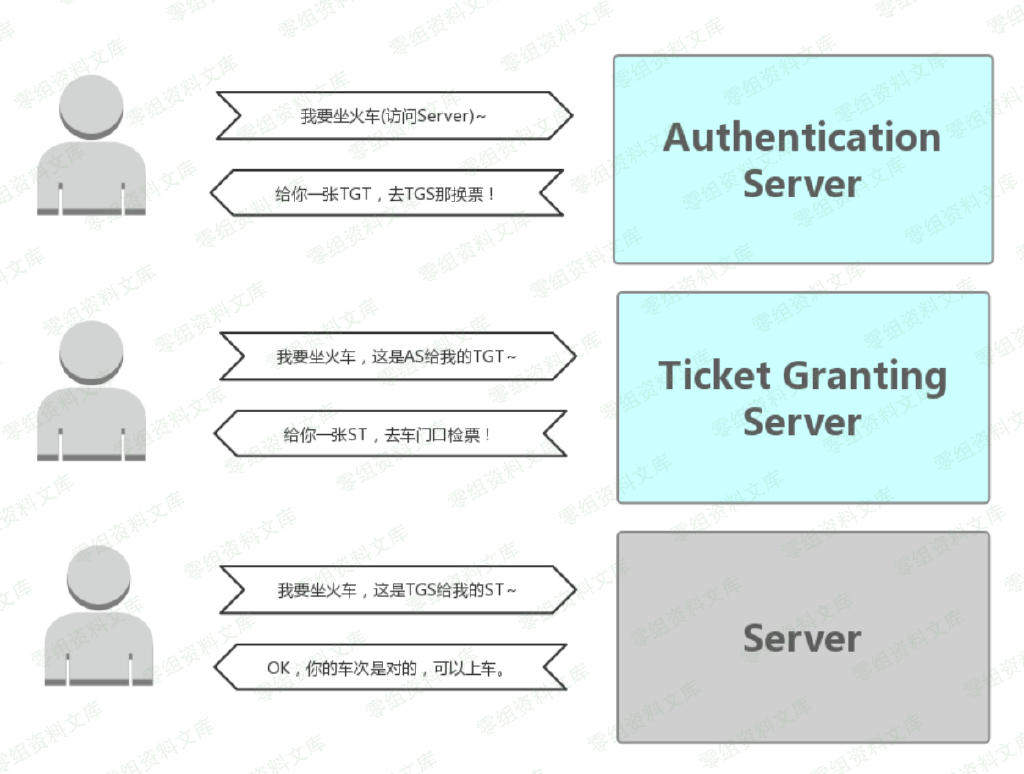 我要坐火车(访问Server)~
Authentication
Server
给你一张TGT，去TGS那换票！
我要坐火车，这是AS给我的TGT~
Ticket Granting
Server
给你一张ST，去车门口检票！
我要坐火车，这是TGS给我的ST~
Server
OK，你的车次是对的，可以上车。
零组资料文库